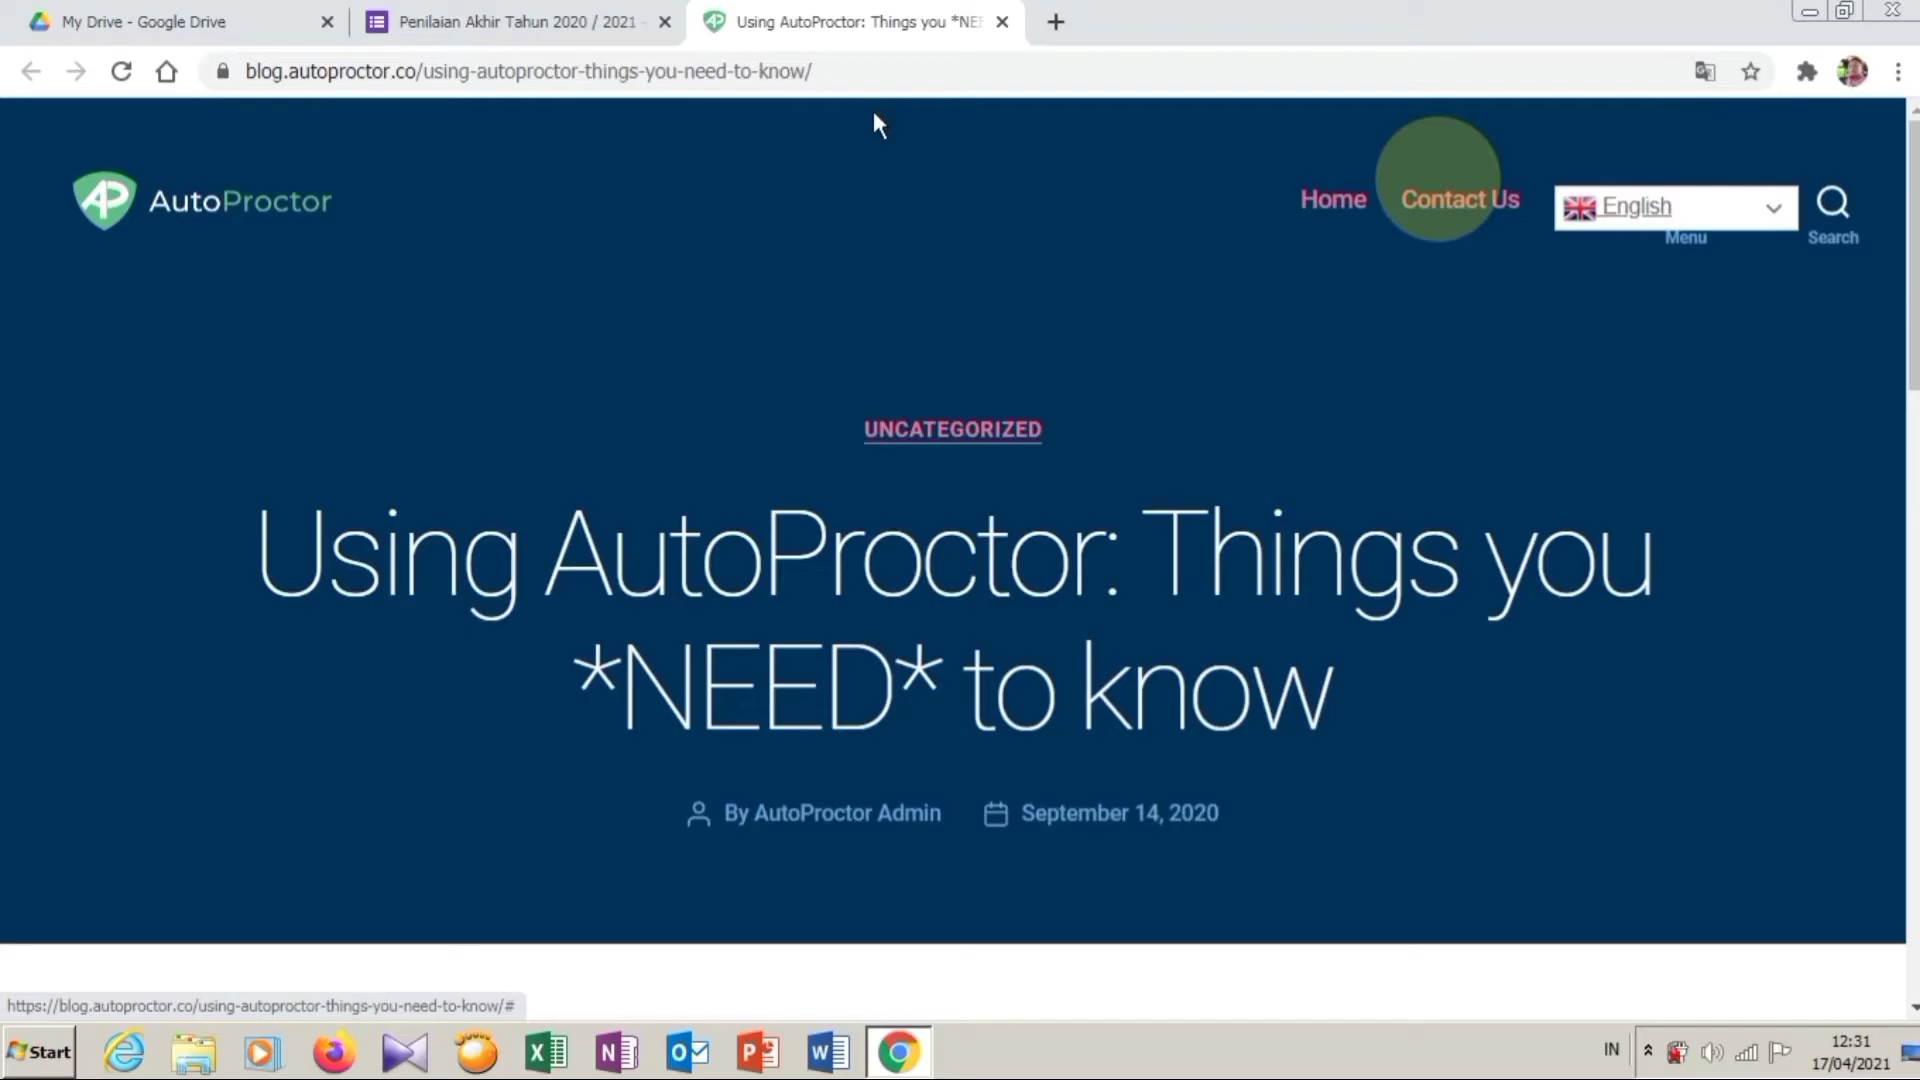 My Drive - Google Drive
Penilaian Akhir Tahun 2020 / 2021 -
Using AutoProctor: Things you *NEE
blog.autoproctor.co/using-autoproctor-things-you-need-to-know/
AP AutoProctor
Home
Contact Us
English
Menu
Search
UNCATEGORIZED
Using AutoProctor: Things you
*NEED* to know
By AutoProctor Admin
September 14, 2020
https://blog.autoproctor.co/using-autoproctor-things-you-need-to-know/#
Start
IN
12:31
17/04/2021